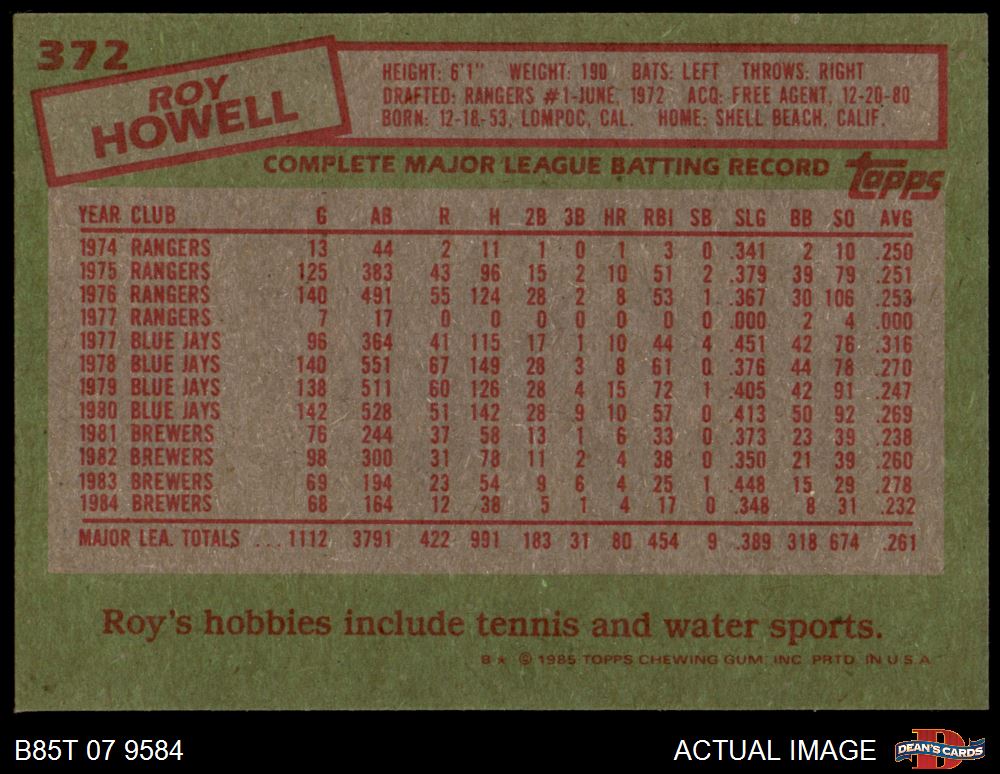 372
ROY
HOWELL
HEIGHT: 6'1" WEIGHT: 190 BATS: LEFT THROWS: RIGHT
DRAFTED: RANGERS #1-JUNE, 1972 ACQ: FREE AGENT, 12-20-80
BORN: 12-18-53, LOMPOC, CAL. HOME: SHELL BEACH, CALIF.
COMPLETE MAJOR LEAGUE BATTING RECORD
Topps
YEAR CLUB G AB R H 2B 3B HR RBI SB SLG BB SO AVG
1974 RANGERS 13 44 2 11 1 0 1 3 0 .341 2 10 .250
1975 RANGERS 125 383 43 96 15 2 10 51 2 .379 39 79 .251
1976 RANGERS 140 491 55 124 28 2 8 53 1 .367 30 106 .253
1977 RANGERS 7 17 0 0 0 0 0 0 0 .000 2 4 .000
1977 BLUE JAYS 96 364 41 115 17 1 10 44 4 .451 42 76 .316
1978 BLUE JAYS 140 551 67 149 28 3 8 61 0 .376 44 78 .270
1979 BLUE JAYS 138 511 60 126 28 4 15 72 1 .405 42 91 .247
1980 BLUE JAYS 142 528 51 142 28 9 10 57 0 .413 50 92 .269
1981 BREWERS 76 244 37 58 13 1 6 33 0 .373 23 39 .238
1982 BREWERS 98 300 31 78 11 2 4 38 0 .350 21 39 .260
1983 BREWERS 69 194 23 54 9 6 4 25 1 .448 15 29 .278
1984 BREWERS 68 164 12 38 5 1 4 17 0 .348 8 31 .232
MAJOR LEA. TOTALS ... 1112 3791 422 991 183 31 80 454 9 .389 318 674 .261
Roy's hobbies include tennis and water sports.
B * © 1985 TOPPS CHEWING GUM, INC. PRTD. IN U.S.A.
B85T 07 9584
ACTUAL IMAGE
DEAN'S CARDS